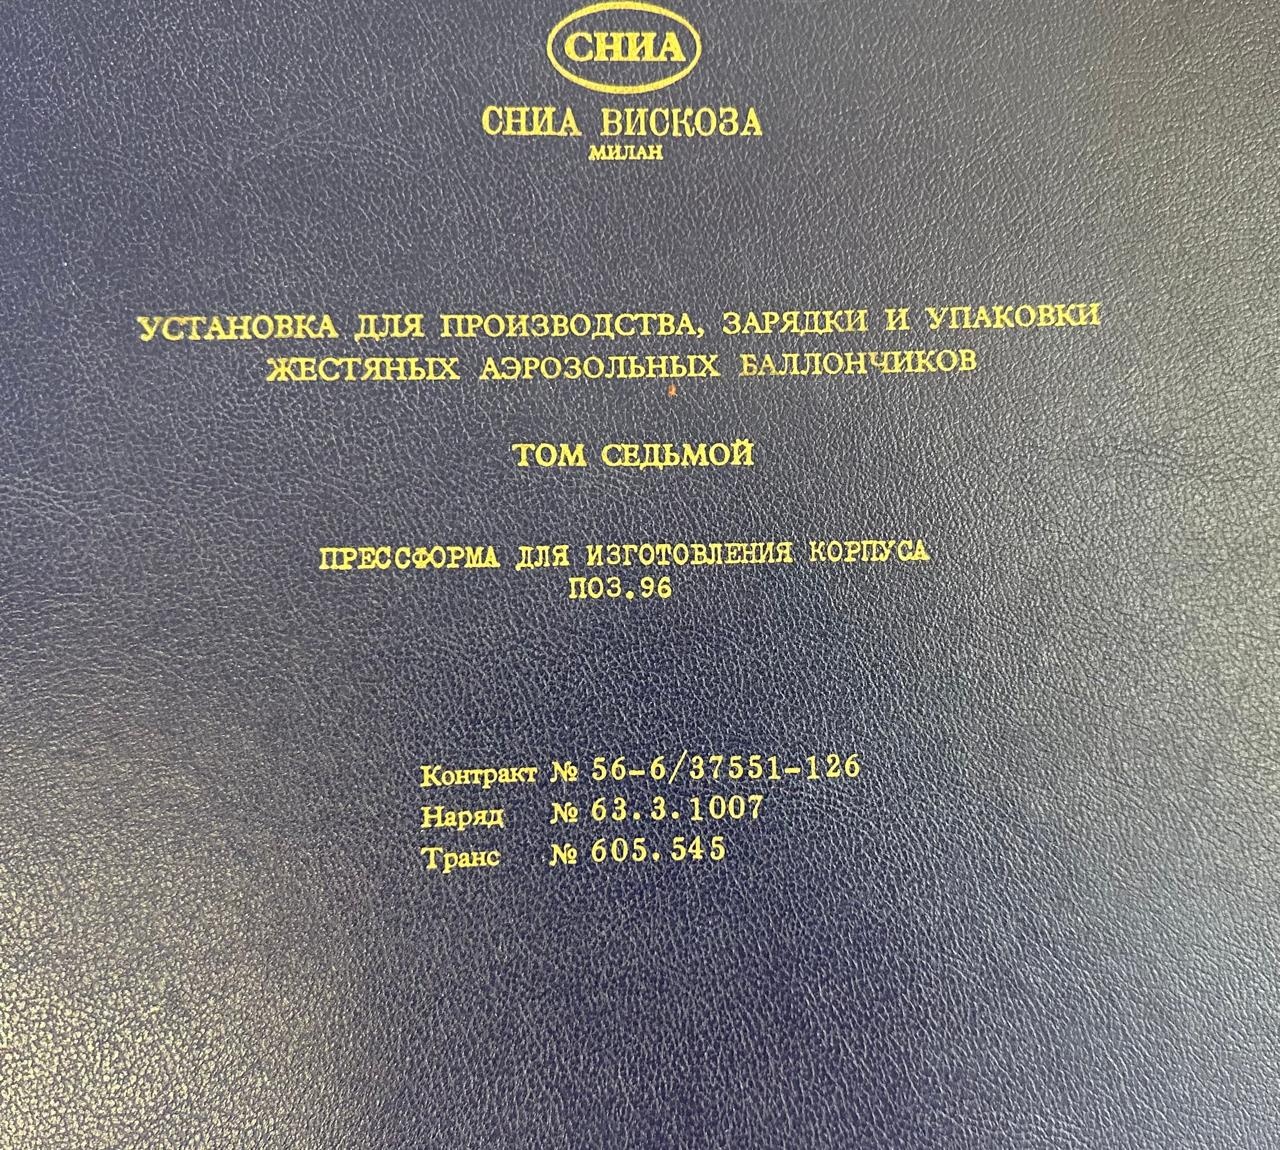 СНИА
СНИА ВИСКОЗА
МИЛАН
УСТАНОВКА ДЛЯ ПРОИЗВОДСТВА, ЗАРЯДКИ И УПАКОВКИ
ЖЕСТЯНЫХ АЭРОЗОЛЬНЫХ БАЛЛОНЧИКОВ
ТОМ СЕДЬМОЙ
ПРЕССФОРМА ДЛЯ ИЗГОТОВЛЕНИЯ КОРПУСА
ПОЗ.96
Контракт № 56-6/37551-126
Наряд № 63.3.1007
Транс № 605.545